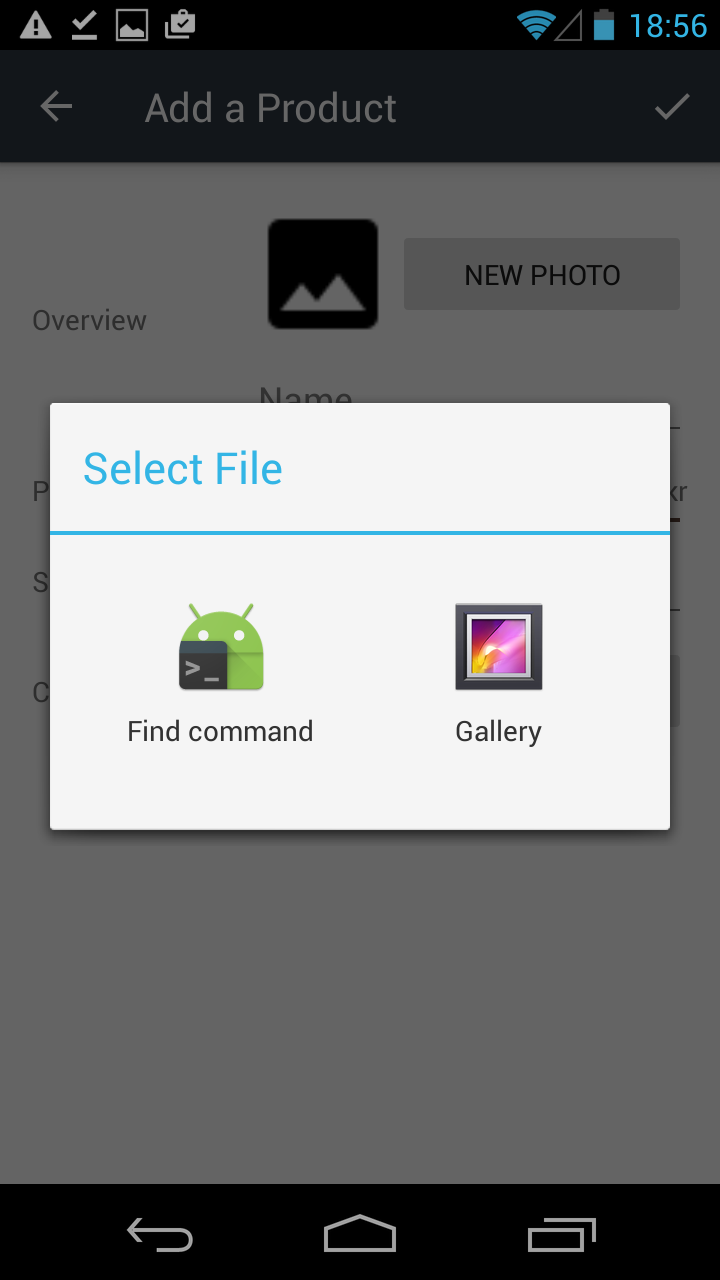 18:56
Add a Product
NEW PHOTO
Overview
Name
Select File
P
kr
S
>_
Find command
Gallery
C